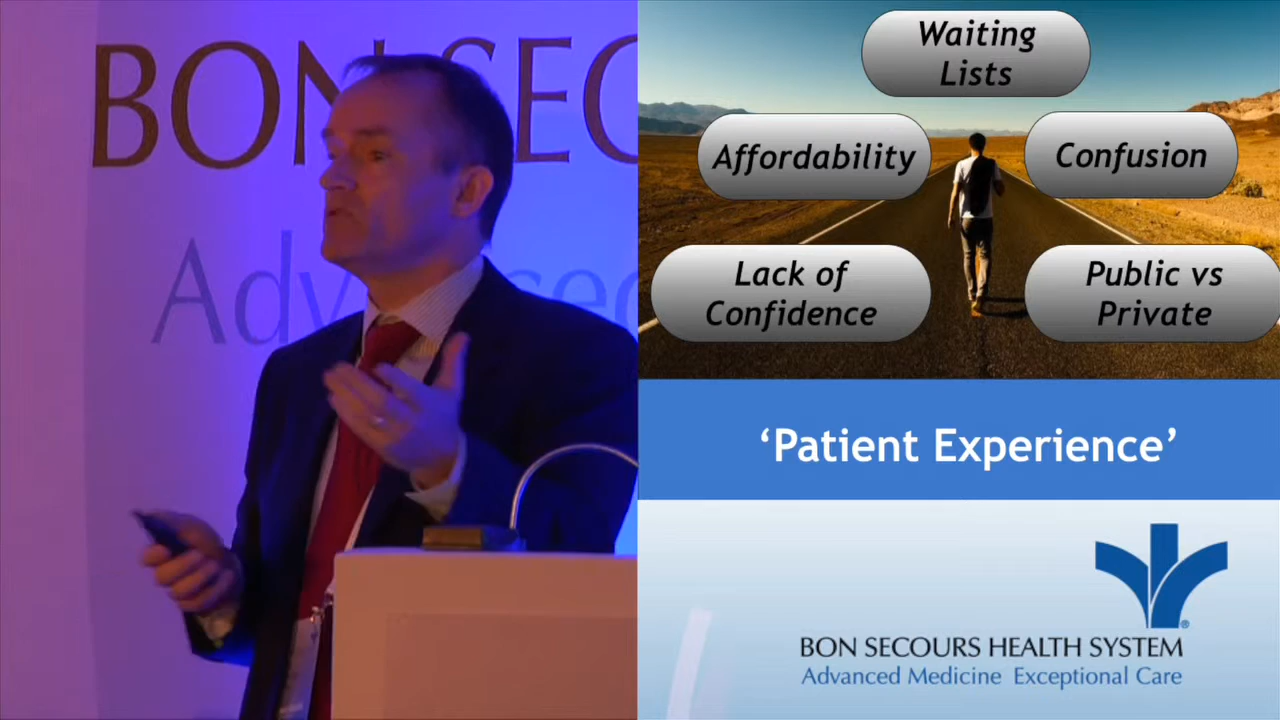 BON SEC
Adv
Waiting
Lists
Affordability
Confusion
Lack of
Confidence
Public vs
Private
‘Patient Experience’
BON SECOURS HEALTH SYSTEM
Advanced Medicine Exceptional Care